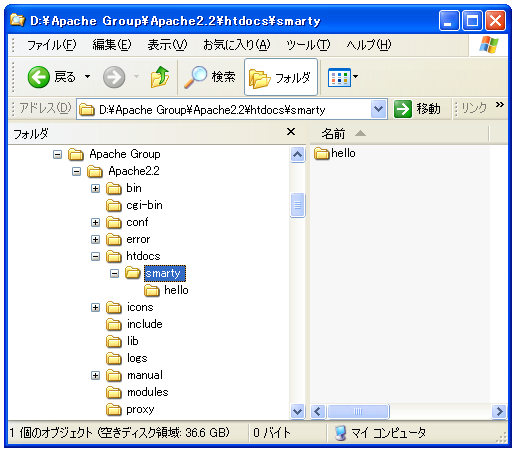 D:¥Apache Group¥Apache2.2¥htdocs¥smarty
ファイル(F) 編集(E) 表示(V) お気に入り(A) ツール(T) ヘルプ(H)
戻る 検索 フォルダ
アドレス(D) D:¥Apache Group¥Apache2.2¥htdocs¥smarty 移動 リンク »
フォルダ 名前
Apache Group
hello
Apache2.2
bin
cgi-bin
conf
error
htdocs
smarty
hello
icons
include
lib
logs
manual
modules
proxy
1 個のオブジェクト (空きディスク領域: 36.6 GB) 0 バイト マイ コンピュータ